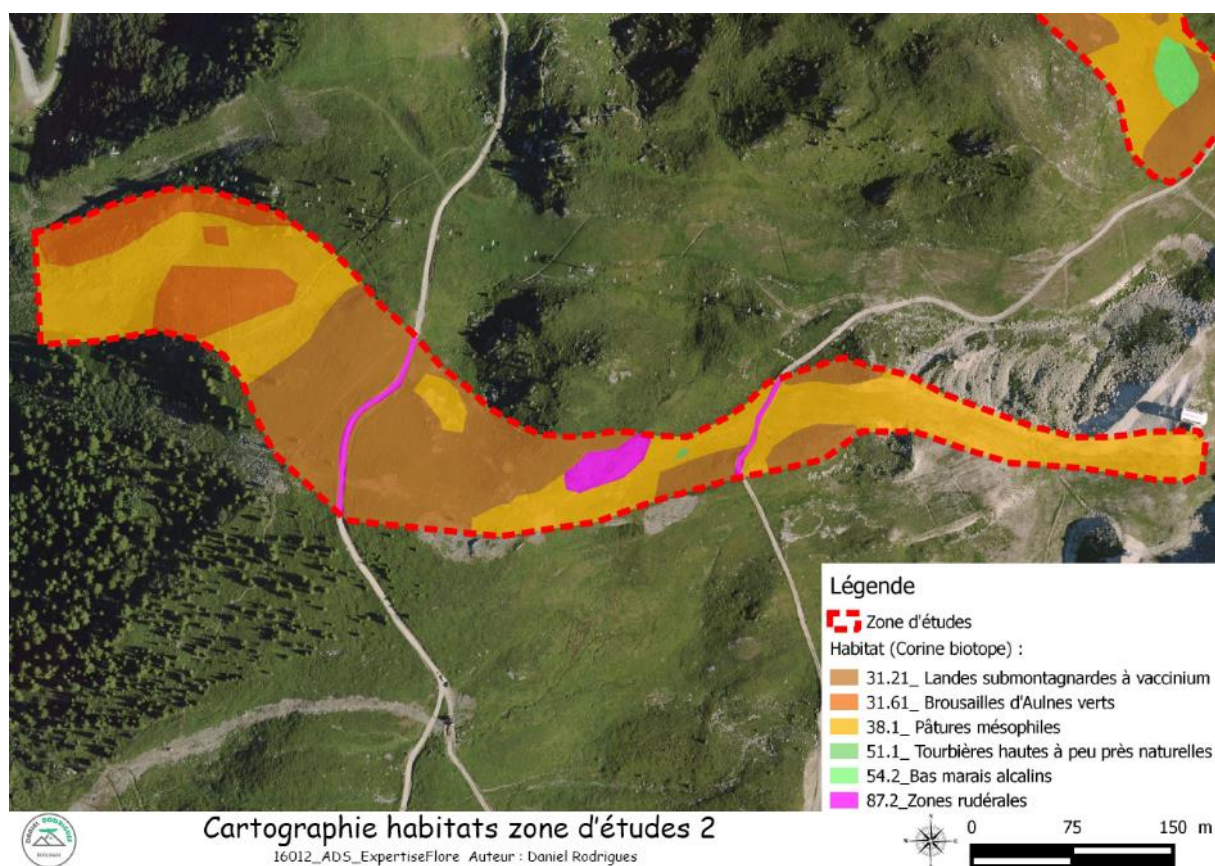 Légende
Zone d'études
Habitat (Corine biotope) :
31.21_ Landes submontagnardes à vaccinium
31.61_ Brousailles d'Aulnes verts
38.1_ Pâtures mésophiles
51.1_ Tourbières hautes à peu près naturelles
54.2_Bas marais alcalins
87.2_Zones rudérales
DANIEL RODRIGUES
Cartographie habitats zone d'études 2
16012_ADS_ExpertiseFlore Auteur : Daniel Rodrigues
0 75 150 m